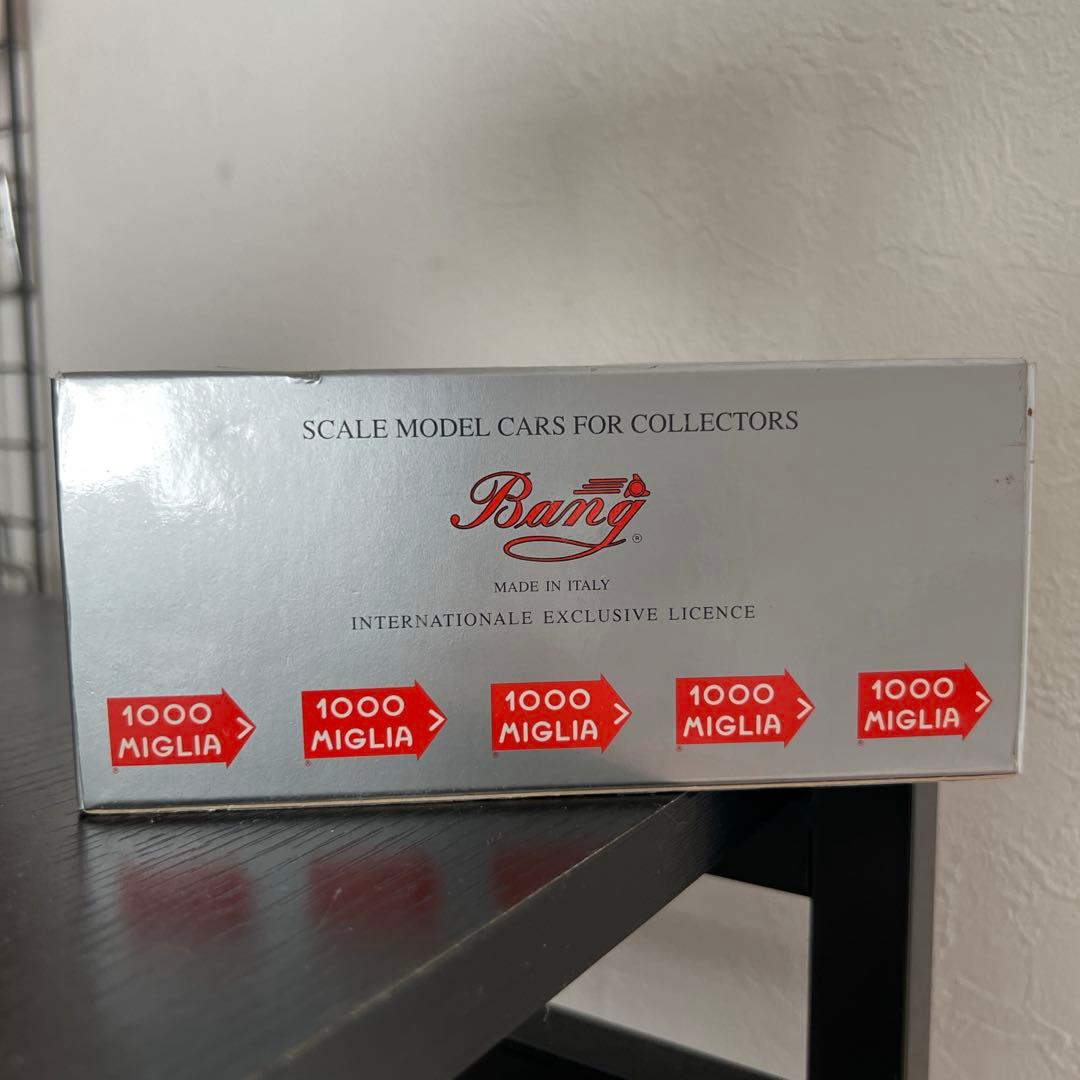 SCALE MODEL CARS FOR COLLECTORS
Bang ®
MADE IN ITALY
INTERNATIONALE EXCLUSIVE LICENCE
1000 MIGLIA > ®
1000 MIGLIA > ®
1000 MIGLIA > ®
1000 MIGLIA > ®
1000 MIGLIA > ®